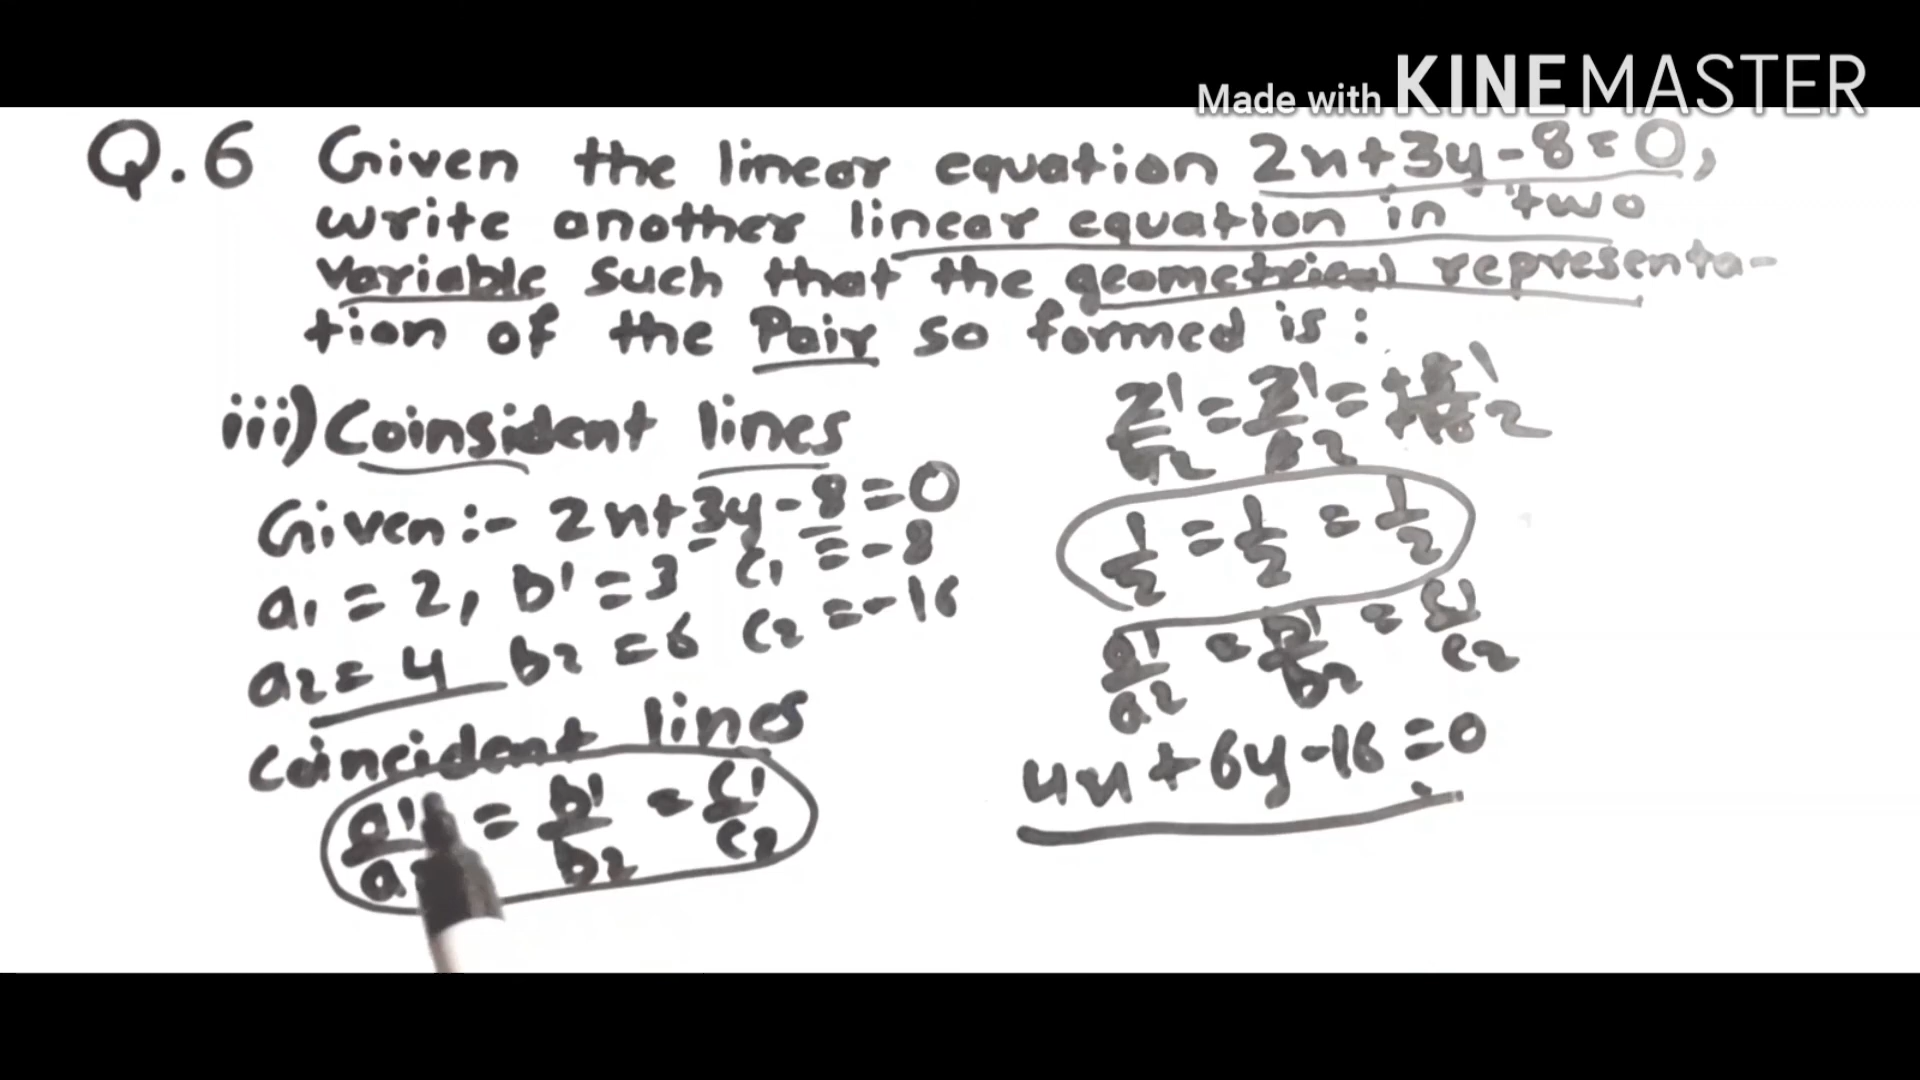 Made with KINEMASTER
Q.6 Given the linear equation 2x+3y-8=0,
write another linear equation in two
variable such that the geometrical representa-
tion of the Pair so formed is:
iii) Coinsident lines
Given:- 2x+3y-8=0
a1 = 2, b1 = 3 c1 = -8
a2 = 4 b2 = 6 c2 = -16
Coincident lines
= b1/b2 = c1/c2
1/2 = 1/2 = 1/2
a1/a2 = b1/b2 = c1/c2
4x+6y-16=0